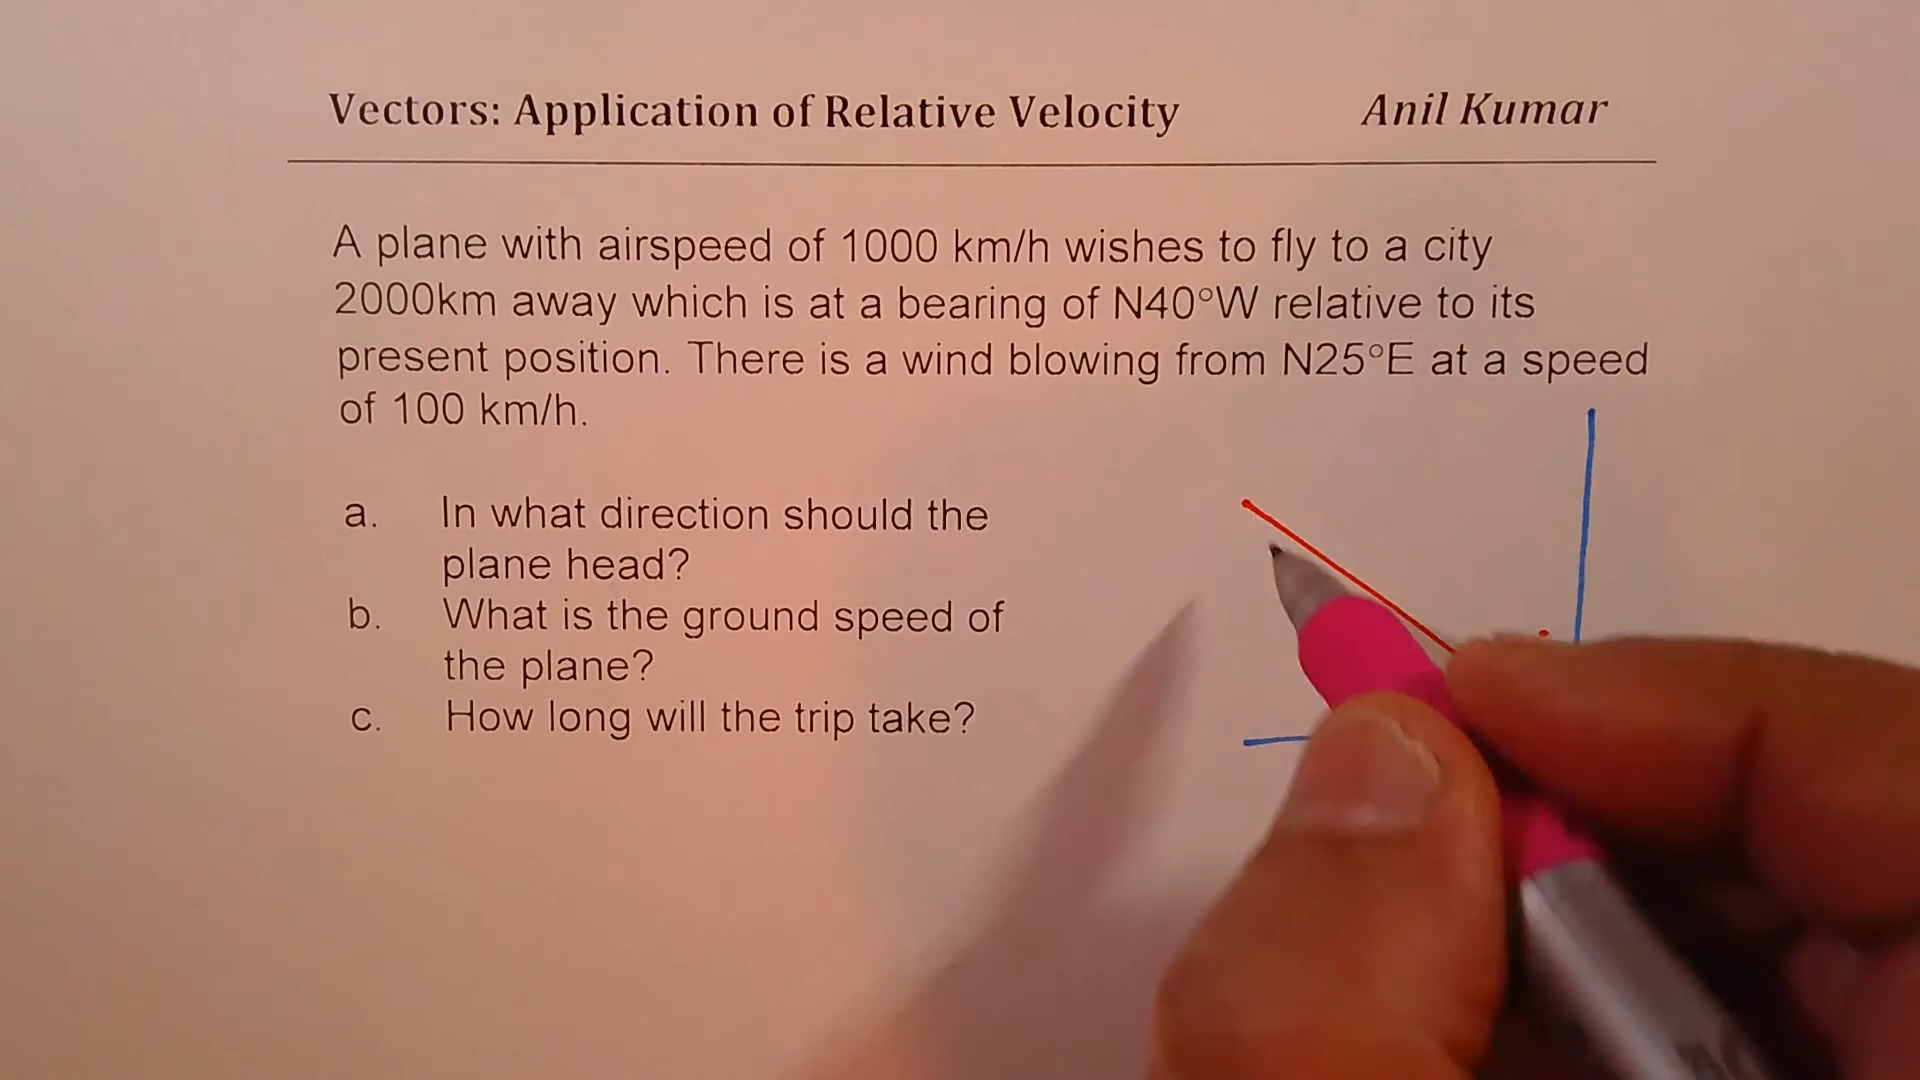 Vectors: Application of Relative Velocity Anil Kumar
A plane with airspeed of 1000 km/h wishes to fly to a city
2000km away which is at a bearing of N40°W relative to its
present position. There is a wind blowing from N25°E at a speed
of 100 km/h.
a. In what direction should the
plane head?
b. What is the ground speed of
the plane?
c. How long will the trip take?